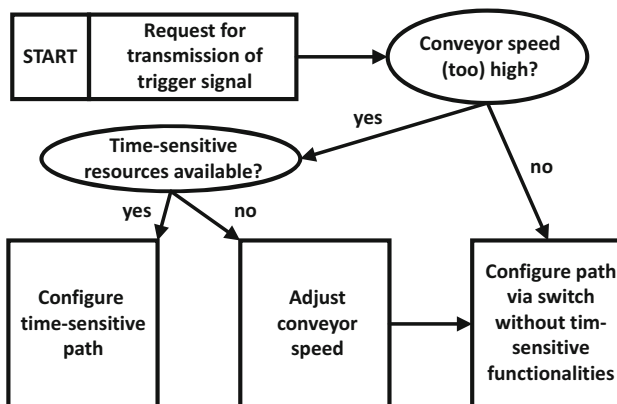 START
Request for
transmission of
trigger signal
Conveyor speed
(too) high?
yes
Time-sensitive
resources available?
no
yes
no
Configure
time-sensitive
path
Adjust
conveyor
speed
Configure path
via switch
without tim-
sensitive
functionalities